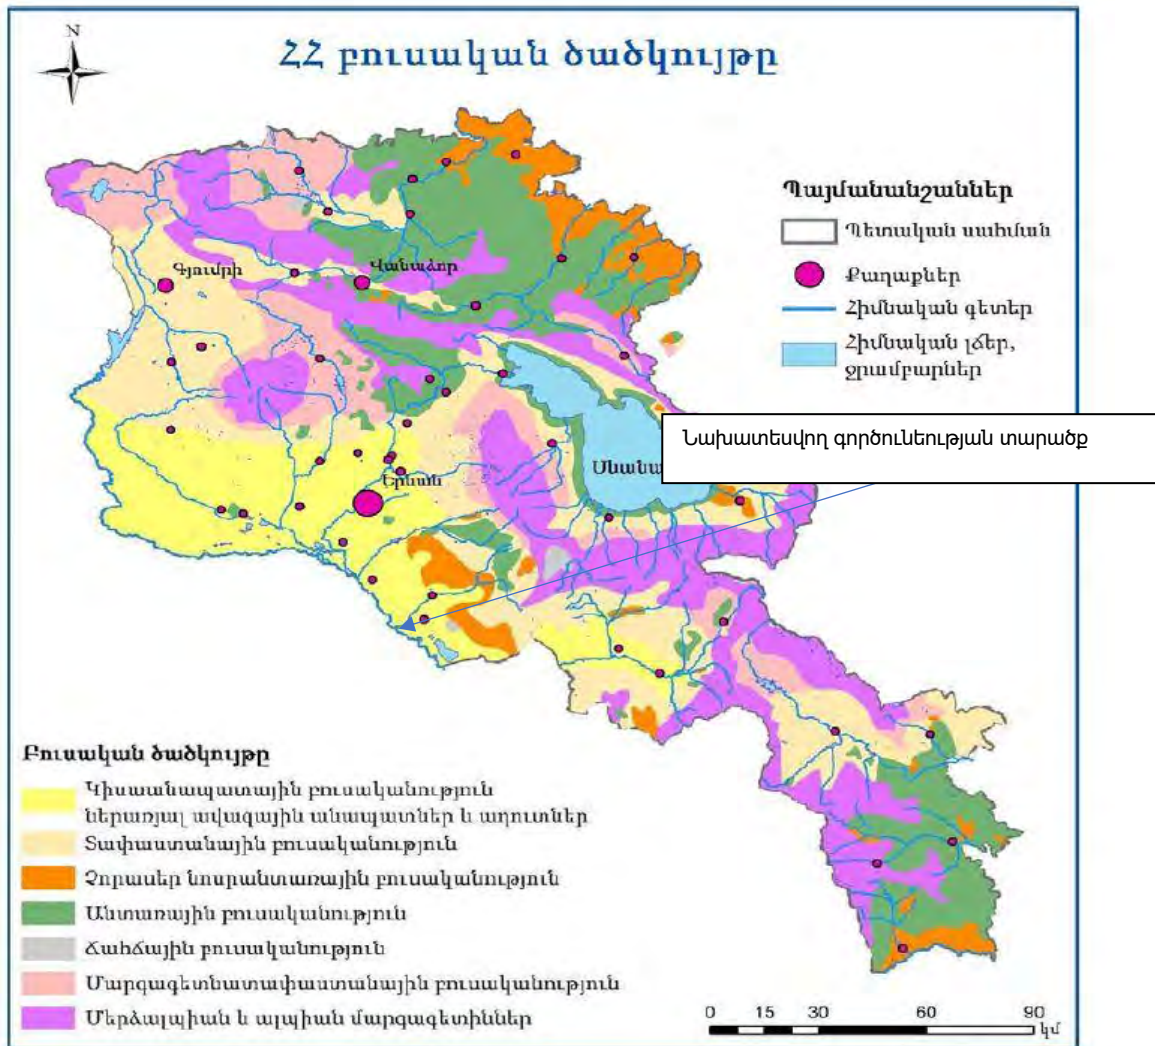 N
ՀՀ բուսական ծածկույթը
Պայմանանշաններ
Պետական սահման
Քաղաքներ
Հիմնական գետեր
Հիմնական լճեր,
ջրամբարներ
Գյումրի
Վանաձոր
Նախատեսվող գործունեության տարածք
Սևանա
Երևան
Բուսական ծածկույթը
Կիսաանապատային բուսականություն
ներառյալ ավազային անապատներ և աղուտներ
Տափաստանային բուսականություն
Չորասեր նոսրանտառային բուսականություն
Անտառային բուսականություն
Ճահճային բուսականություն
Մարգագետնատափաստանային բուսականություն
Մերձալպիան և ալպիան մարգագետիններ
0 15 30 60 90
կմ